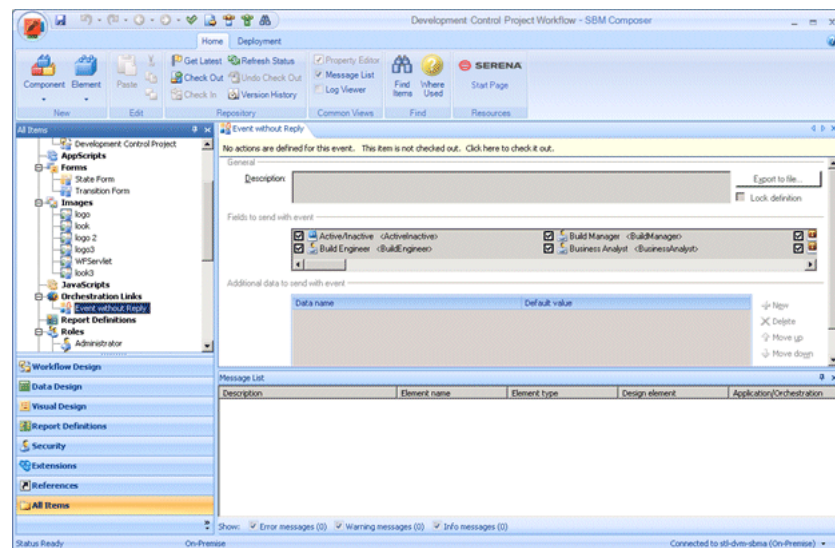 Development Control Project Workflow - SBM Composer
Home Deployment
Component Element Paste Get Latest Refresh Status Check Out Undo Check Out Check In Version History Property Editor Message List Log Viewer Find Items Where Used SERENA Start Page
New Edit Repository Common Views Find Resources
All Items
Development Control Project
AppScripts
Forms
State Form
Transition Form
Images
logo
look
logo 2
logo3
WPServlet
look3
JavaScripts
Orchestration Links
Event without Reply
Report Definitions
Roles
Administrator
Workflow Design
Data Design
Visual Design
Report Definitions
Security
Extensions
References
All Items
Event without Reply
No actions are defined for this event. This item is not checked out. Click here to check it out.
General
Description:
Export to file...
Lock definition
Fields to send with event
Active/Inactive <ActiveInactive> Build Manager <BuildManager>
Build Engineer <BuildEngineer> Business Analyst <BusinessAnalyst>
Additional data to send with event
Data name Default value
New
Delete
Move up
Move down
Message List
Description Element name Element type Design element Application/Orchestration
Show: Error messages (0) Warning messages (0) Info messages (0)
Status Ready On-Premise Connected to stl-dvm-sbma (On-Premise)